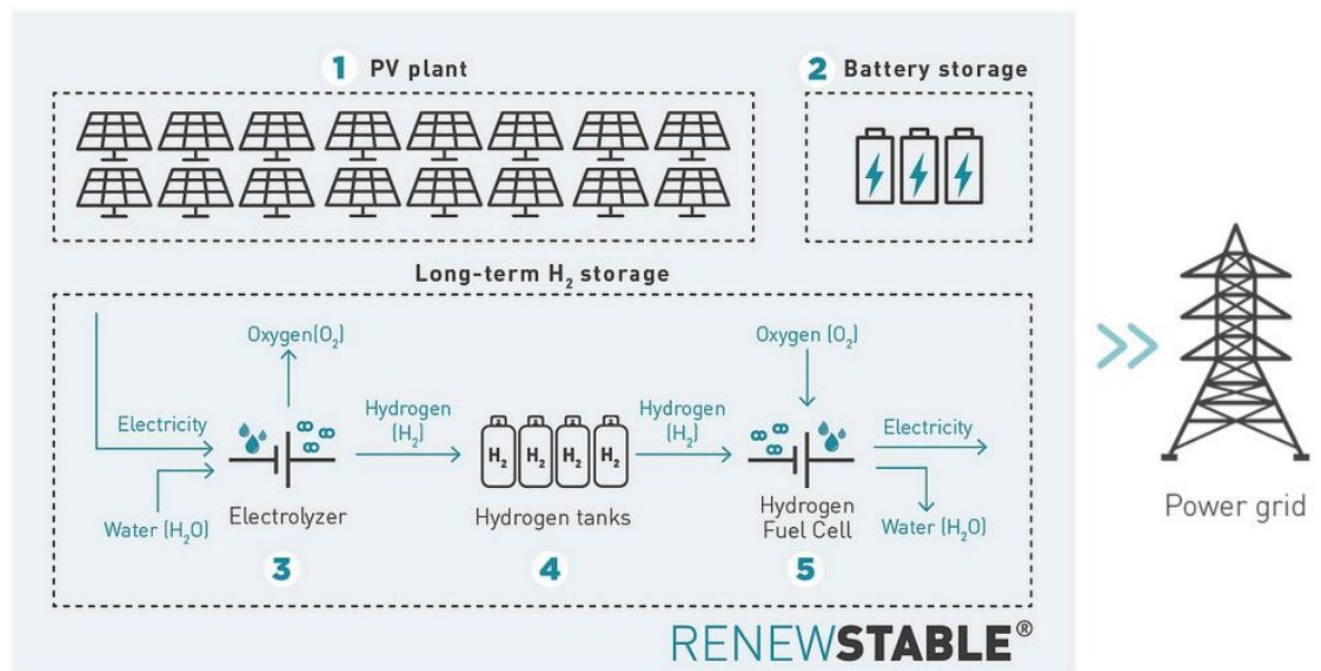 1 PV plant
2 Battery storage
Long-term H₂ storage
Oxygen(O₂)
Oxygen (O₂)
Electricity
Hydrogen
(H₂)
Hydrogen
(H₂)
Electricity
H₂ H₂ H₂ H₂
Water (H₂O)
Electrolyzer
Hydrogen tanks
Hydrogen
Fuel Cell
Water (H₂O)
3
4
5
Power grid
RENEWSTABLE®